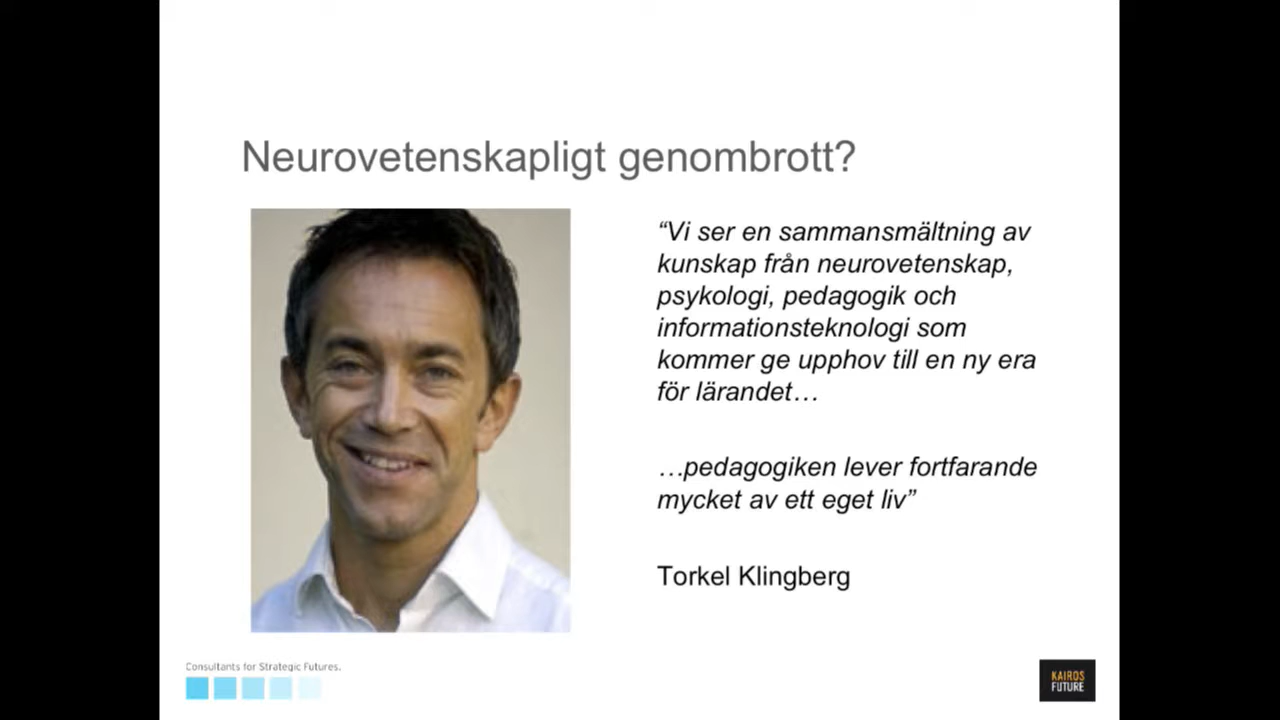 Neurovetenskapligt genombrott?
“Vi ser en sammansmältning av
kunskap från neurovetenskap,
psykologi, pedagogik och
informationsteknologi som
kommer ge upphov till en ny era
för lärandet…
…pedagogiken lever fortfarande
mycket av ett eget liv”
Torkel Klingberg
Consultants for Strategic Futures.
KAIROS
FUTURE